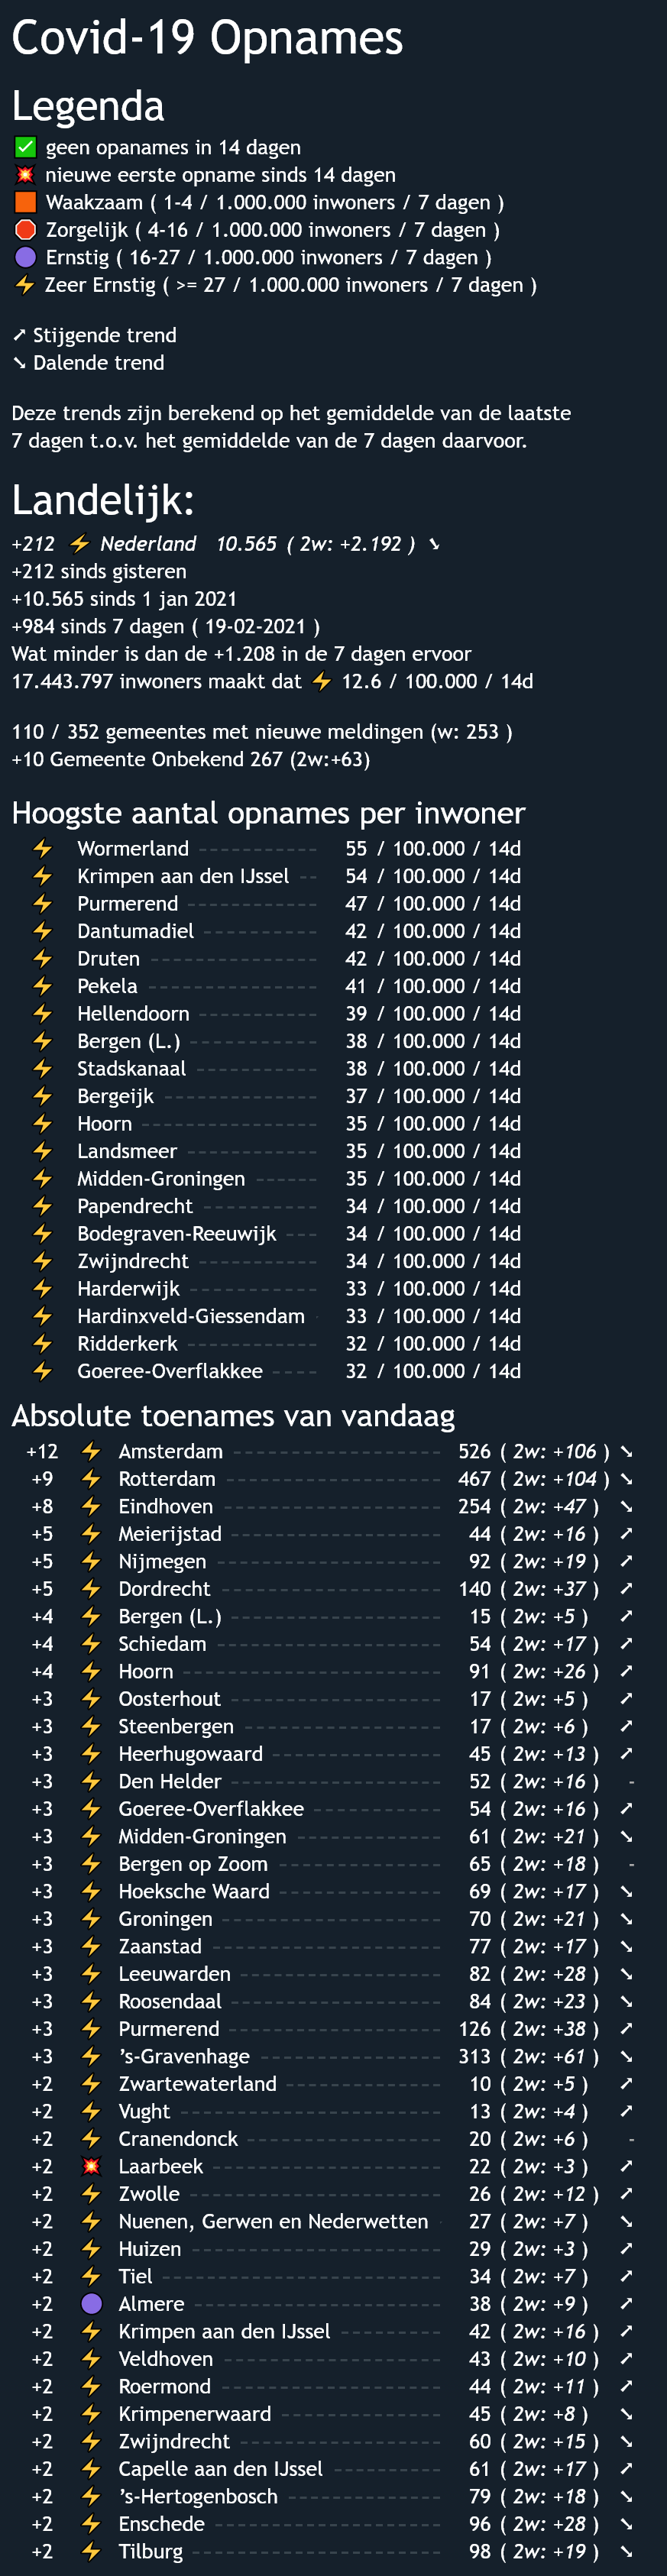 Covid-19 Opnames
Legenda
✅ geen opanames in 14 dagen
💥 nieuwe eerste opname sinds 14 dagen
🟧 Waakzaam ( 1-4 / 1.000.000 inwoners / 7 dagen )
🛑 Zorgelijk ( 4-16 / 1.000.000 inwoners / 7 dagen )
🟣 Ernstig ( 16-27 / 1.000.000 inwoners / 7 dagen )
⚡ Zeer Ernstig ( >= 27 / 1.000.000 inwoners / 7 dagen )
➚ Stijgende trend
➘ Dalende trend
Deze trends zijn berekend op het gemiddelde van de laatste
7 dagen t.o.v. het gemiddelde van de 7 dagen daarvoor.
Landelijk:
+212 ⚡ Nederland 10.565 ( 2w: +2.192 ) ➘
+212 sinds gisteren
+10.565 sinds 1 jan 2021
+984 sinds 7 dagen ( 19-02-2021 )
Wat minder is dan de +1.208 in de 7 dagen ervoor
17.443.797 inwoners maakt dat ⚡ 12.6 / 100.000 / 14d
110 / 352 gemeentes met nieuwe meldingen (w: 253 )
+10 Gemeente Onbekend 267 (2w:+63)
Hoogste aantal opnames per inwoner
⚡ Wormerland 55 / 100.000 / 14d
⚡ Krimpen aan den IJssel 54 / 100.000 / 14d
⚡ Purmerend 47 / 100.000 / 14d
⚡ Dantumadiel 42 / 100.000 / 14d
⚡ Druten 42 / 100.000 / 14d
⚡ Pekela 41 / 100.000 / 14d
⚡ Hellendoorn 39 / 100.000 / 14d
⚡ Bergen (L.) 38 / 100.000 / 14d
⚡ Stadskanaal 38 / 100.000 / 14d
⚡ Bergeijk 37 / 100.000 / 14d
⚡ Hoorn 35 / 100.000 / 14d
⚡ Landsmeer 35 / 100.000 / 14d
⚡ Midden-Groningen 35 / 100.000 / 14d
⚡ Papendrecht 34 / 100.000 / 14d
⚡ Bodegraven-Reeuwijk 34 / 100.000 / 14d
⚡ Zwijndrecht 34 / 100.000 / 14d
⚡ Harderwijk 33 / 100.000 / 14d
⚡ Hardinxveld-Giessendam 33 / 100.000 / 14d
⚡ Ridderkerk 32 / 100.000 / 14d
⚡ Goeree-Overflakkee 32 / 100.000 / 14d
Absolute toenames van vandaag
+12 ⚡ Amsterdam 526 ( 2w: +106 ) ➘
+9 ⚡ Rotterdam 467 ( 2w: +104 ) ➘
+8 ⚡ Eindhoven 254 ( 2w: +47 ) ➘
+5 ⚡ Meierijstad 44 ( 2w: +16 ) ➚
+5 ⚡ Nijmegen 92 ( 2w: +19 ) ➚
+5 ⚡ Dordrecht 140 ( 2w: +37 ) ➚
+4 ⚡ Bergen (L.) 15 ( 2w: +5 ) ➚
+4 ⚡ Schiedam 54 ( 2w: +17 ) ➚
+4 ⚡ Hoorn 91 ( 2w: +26 ) ➚
+3 ⚡ Oosterhout 17 ( 2w: +5 ) ➚
+3 ⚡ Steenbergen 17 ( 2w: +6 ) ➚
+3 ⚡ Heerhugowaard 45 ( 2w: +13 ) ➚
+3 ⚡ Den Helder 52 ( 2w: +16 ) -
+3 ⚡ Goeree-Overflakkee 54 ( 2w: +16 ) ➚
+3 ⚡ Midden-Groningen 61 ( 2w: +21 ) ➘
+3 ⚡ Bergen op Zoom 65 ( 2w: +18 ) -
+3 ⚡ Hoeksche Waard 69 ( 2w: +17 ) ➘
+3 ⚡ Groningen 70 ( 2w: +21 ) ➘
+3 ⚡ Zaanstad 77 ( 2w: +17 ) ➘
+3 ⚡ Leeuwarden 82 ( 2w: +28 ) ➘
+3 ⚡ Roosendaal 84 ( 2w: +23 ) ➘
+3 ⚡ Purmerend 126 ( 2w: +38 ) ➚
+3 ⚡ ’s-Gravenhage 313 ( 2w: +61 ) ➘
+2 ⚡ Zwartewaterland 10 ( 2w: +5 ) ➚
+2 ⚡ Vught 13 ( 2w: +4 ) ➚
+2 ⚡ Cranendonck 20 ( 2w: +6 ) -
+2 💥 Laarbeek 22 ( 2w: +3 ) ➚
+2 ⚡ Zwolle 26 ( 2w: +12 ) ➚
+2 ⚡ Nuenen, Gerwen en Nederwetten 27 ( 2w: +7 ) ➘
+2 ⚡ Huizen 29 ( 2w: +3 ) ➚
+2 ⚡ Tiel 34 ( 2w: +7 ) ➚
+2 🟣 Almere 38 ( 2w: +9 ) ➚
+2 ⚡ Krimpen aan den IJssel 42 ( 2w: +16 ) ➚
+2 ⚡ Veldhoven 43 ( 2w: +10 ) ➚
+2 ⚡ Roermond 44 ( 2w: +11 ) ➚
+2 ⚡ Krimpenerwaard 45 ( 2w: +8 ) ➘
+2 ⚡ Zwijndrecht 60 ( 2w: +15 ) ➘
+2 ⚡ Capelle aan den IJssel 61 ( 2w: +17 ) ➚
+2 ⚡ ’s-Hertogenbosch 79 ( 2w: +18 ) ➘
+2 ⚡ Enschede 96 ( 2w: +28 ) ➘
+2 ⚡ Tilburg 98 ( 2w: +19 ) ➘